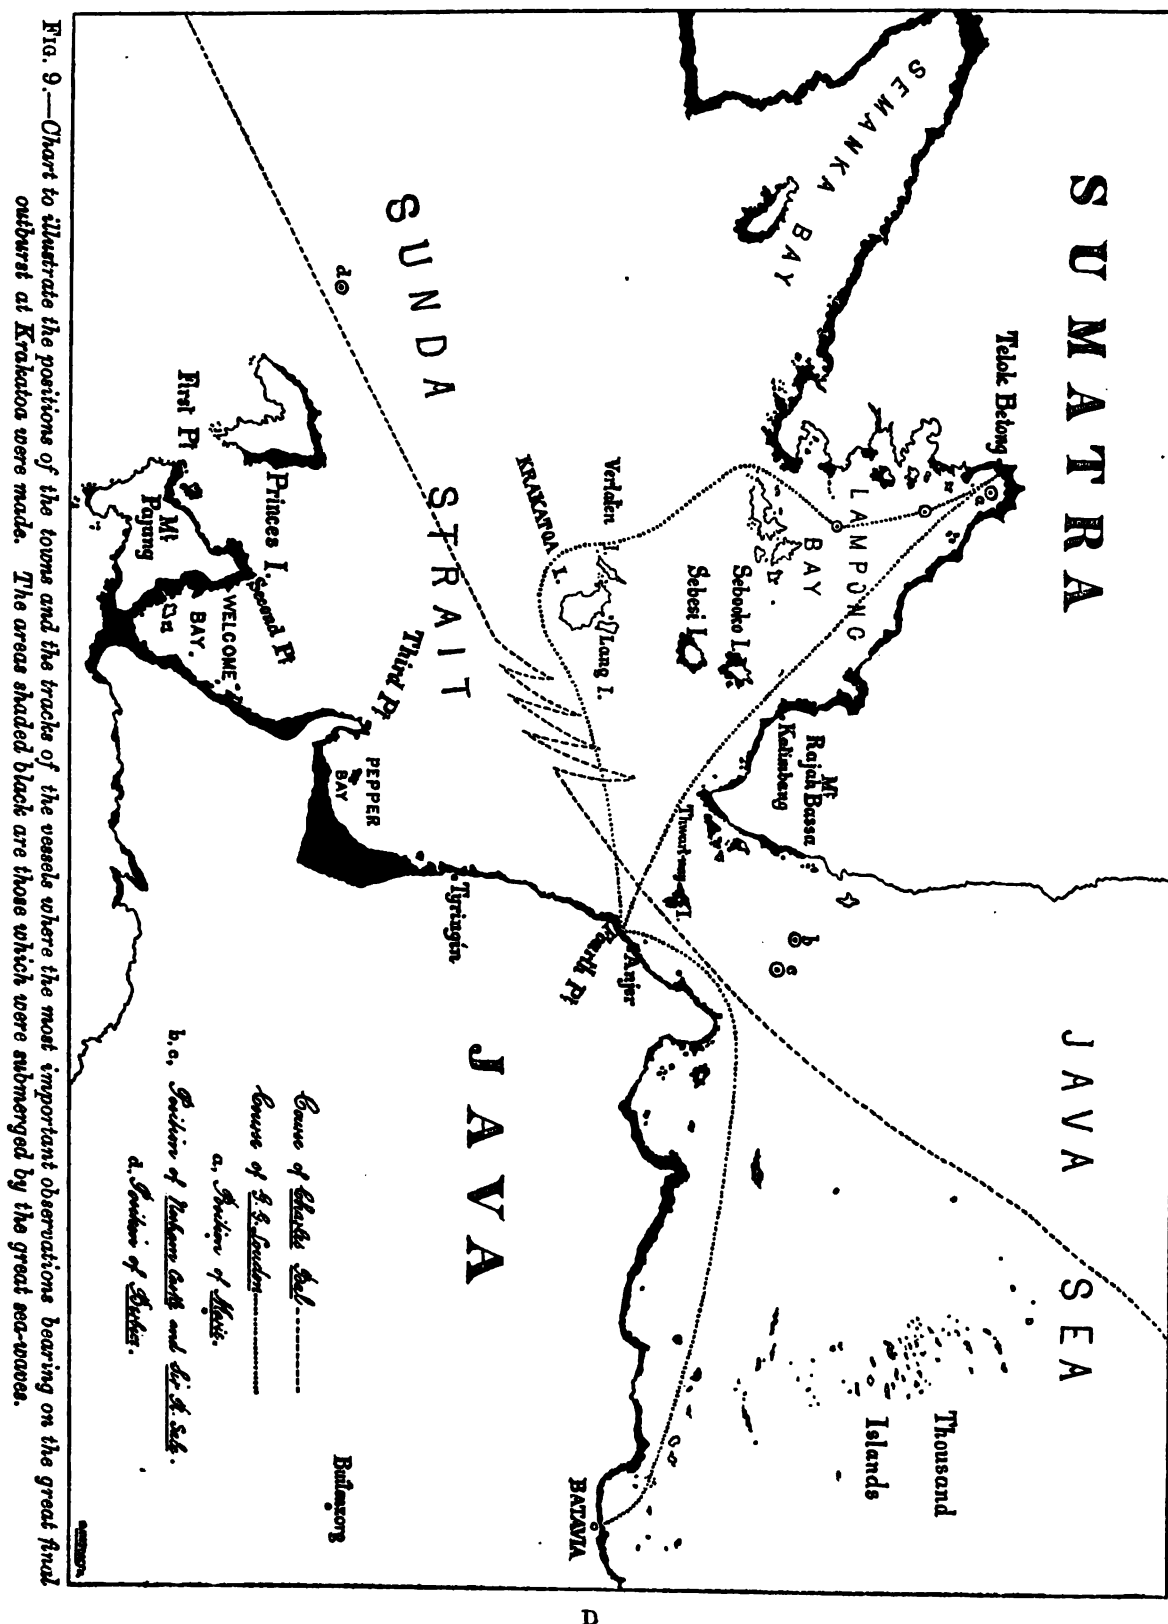 SUMATRA
SEMANKA BAY
Telok Betong
a
LAMPONG
BAY
Mt
Rajah Bassa
Kalimbang
Sebooko I.
Sebesi I.
Verlaten I.
KRAKATOA I.
Lang I.
Thwartway I.
b
c
JAVA SEA
Thousand
Islands
SUNDA STRAIT
d
Princes I.
First Pt
Second Pt
Mt
Pajung
WELCOME
BAY.
Third Pt
PEPPER
BAY
Tyringin
Anjer
Fourth Pt
JAVA
BATAVIA
Buitenzorg
Course of Charles Bal
Course of G.G. Loudon
a, Position of Marie.
b.c, Position of Norham Castle and Sir R. Sale.
d, Position of Berbice.
FIG. 9.—Chart to illustrate the positions of the towns and the tracks of the vessels where the most important observations bearing on the great final
outburst at Krakatoa were made. The areas shaded black are those which were submerged by the great sea-waves.
D